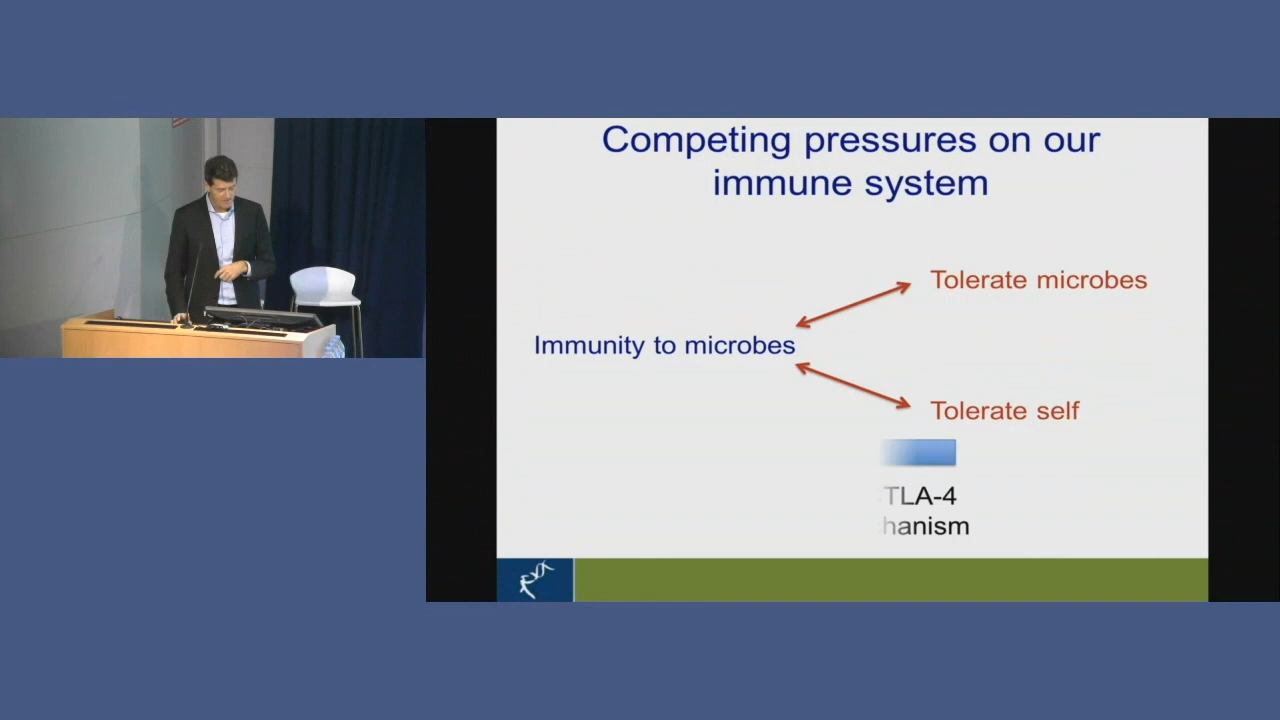 Competing pressures on our
immune system
Tolerate microbes
Immunity to microbes
Tolerate self
TLA-4
hanism